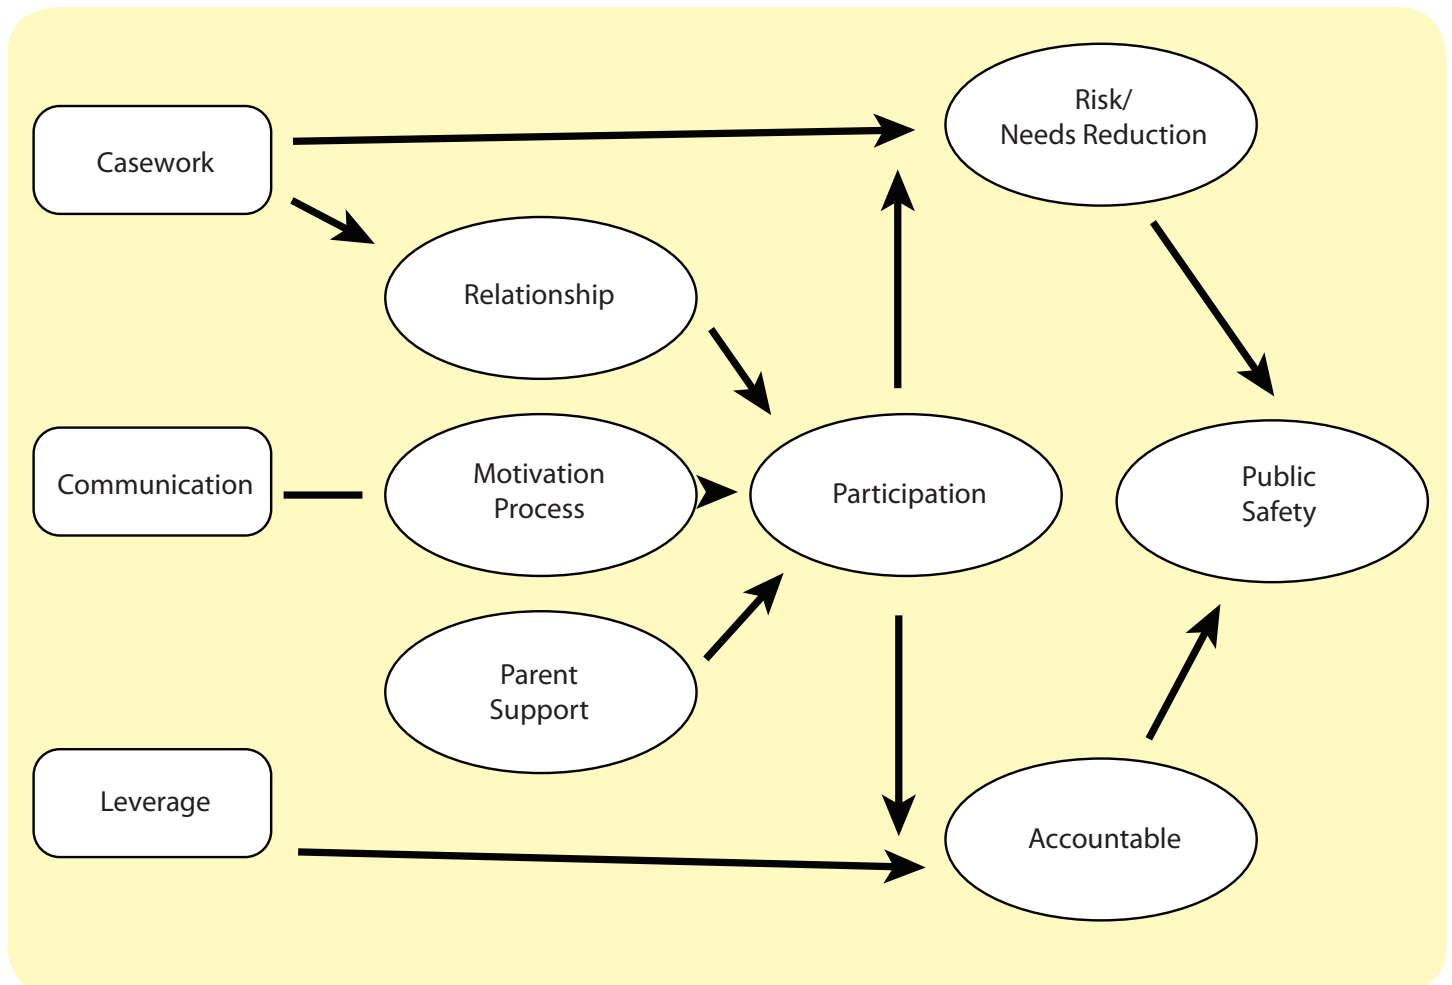 Casework
Risk/
Needs Reduction
Relationship
Communication
Motivation
Process
Participation
Public
Safety
Parent
Support
Leverage
Accountable